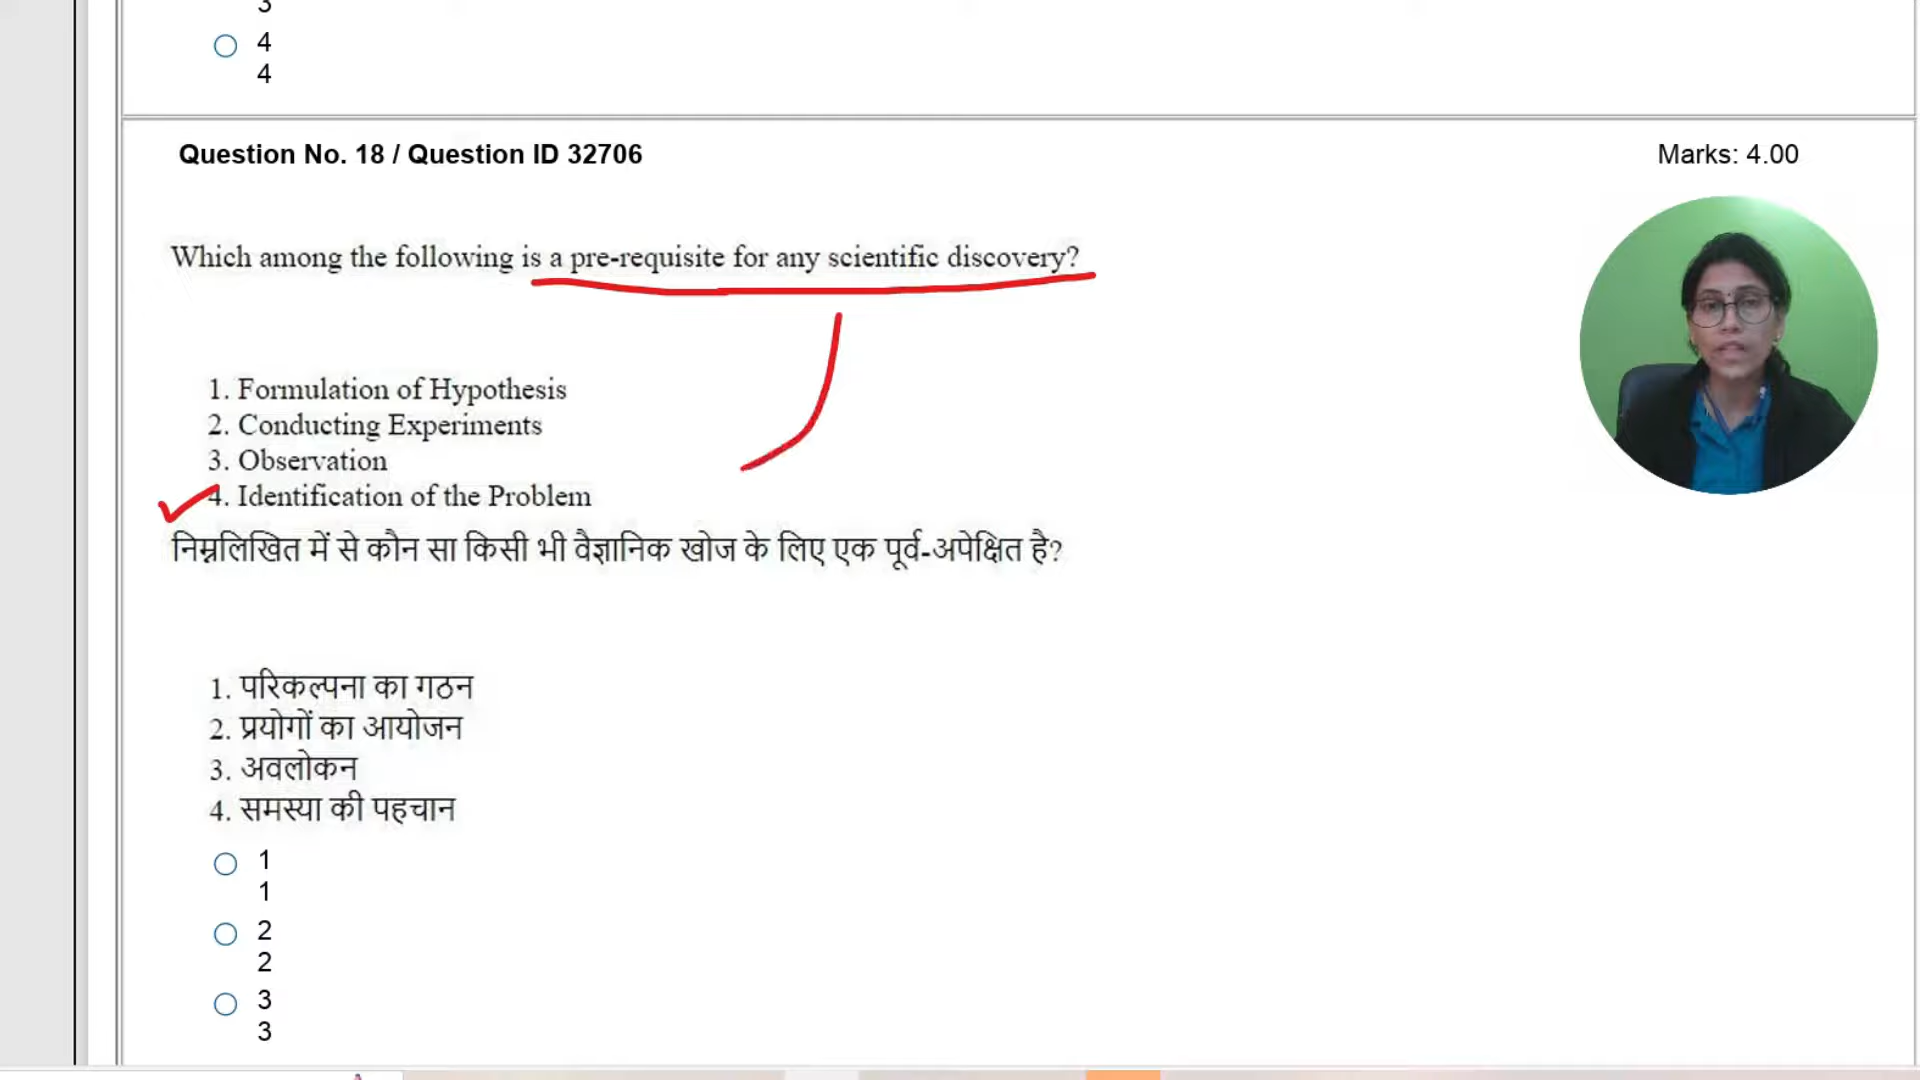 3
4
4
Question No. 18 / Question ID 32706
Marks: 4.00
Which among the following is a pre-requisite for any scientific discovery?
1. Formulation of Hypothesis
2. Conducting Experiments
3. Observation
4. Identification of the Problem
निम्नलिखित में से कौन सा किसी भी वैज्ञानिक खोज के लिए एक पूर्व-अपेक्षित है?
1. परिकल्पना का गठन
2. प्रयोगों का आयोजन
3. अवलोकन
4. समस्या की पहचान
1
1
2
2
3
3